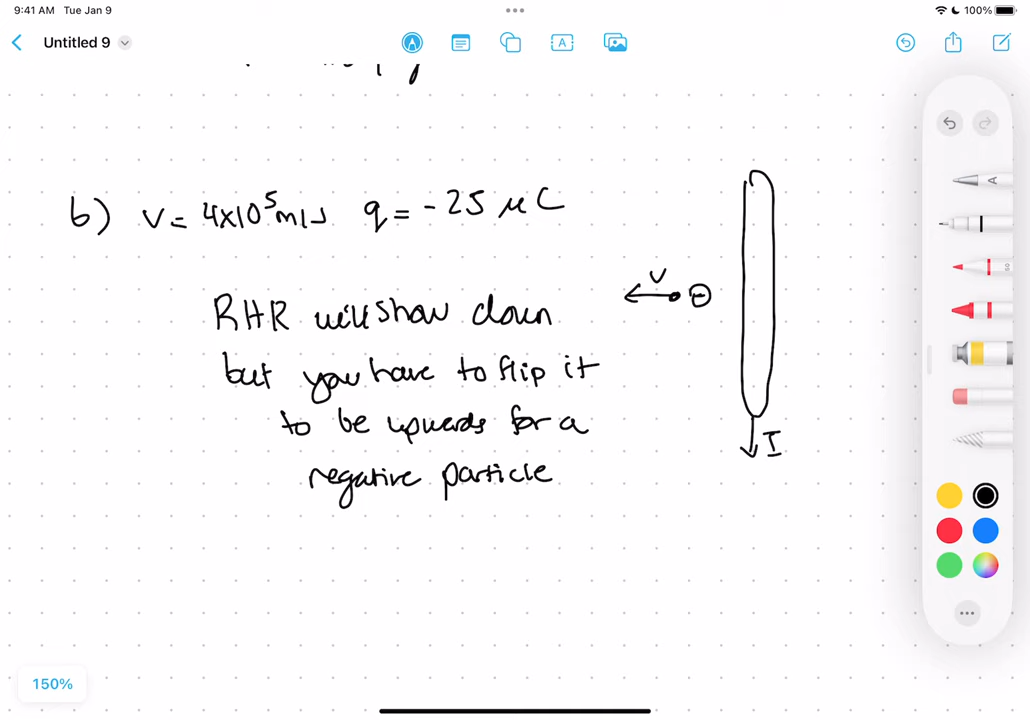 9:41 AM Tue Jan 9
100%
Untitled 9
b) v = 4x10⁵ m/s q = -25 μC
V
⊖
RHR will show down
but you have to flip it
to be upwards for a
negative particle
I
150%